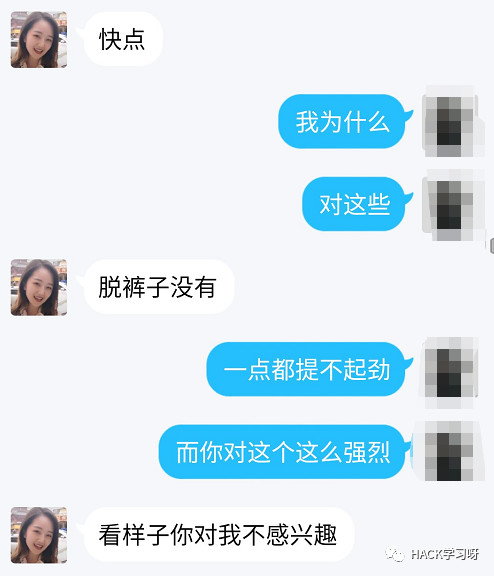 快点
我为什么
对这些
脱裤子没有
一点都提不起劲
而你对这个这么强烈
看样子你对我不感兴趣
HACK学习呀